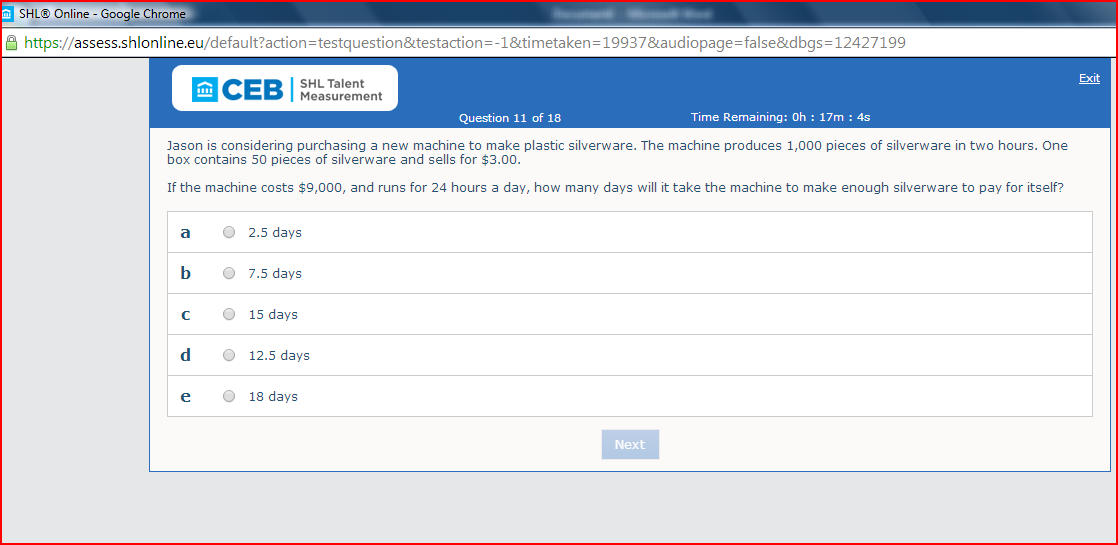 SHL® Online - Google Chrome
https://assess.shlonline.eu/default?action=testquestion&testaction=-1&timetaken=19937&audiopage=false&dbgs=12427199
CEB SHL Talent
Measurement
Exit
Question 11 of 18 Time Remaining: 0h : 17m : 4s
Jason is considering purchasing a new machine to make plastic silverware. The machine produces 1,000 pieces of silverware in two hours. One
box contains 50 pieces of silverware and sells for $3.00.
If the machine costs $9,000, and runs for 24 hours a day, how many days will it take the machine to make enough silverware to pay for itself?
a 2.5 days
b 7.5 days
c 15 days
d 12.5 days
e 18 days
Next